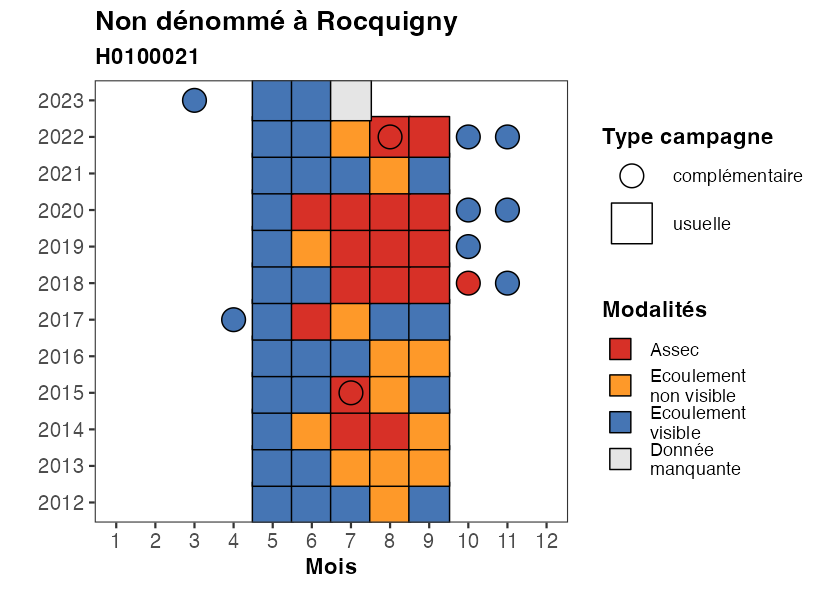 Non dénommé à Rocquigny
H0100021
2023
2022
2021
2020
2019
2018
2017
2016
2015
2014
2013
2012
1 2 3 4 5 6 7 8 9 10 11 12
Mois
Type campagne
complémentaire
usuelle
Modalités
Assec
Ecoulement
non visible
Ecoulement
visible
Donnée
manquante